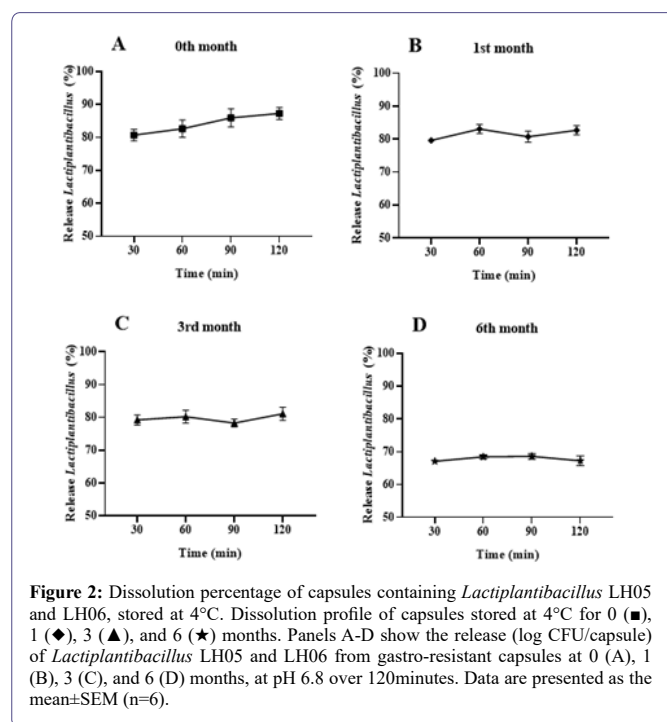 A 0th month
100
90
80
70
60
50
Release Lactiplantibacillus (%)
30 60 90 120
Time (min)
B 1st month
100
90
80
70
60
50
Release Lactiplantibacillus (%)
30 60 90 120
Time (min)
C 3rd month
100
90
80
70
60
50
Release Lactiplantibacillus (%)
30 60 90 120
Time (min)
D 6th month
100
90
80
70
60
50
Release Lactiplantibacillus (%)
30 60 90 120
Time (min)
Figure 2: Dissolution percentage of capsules containing Lactiplantibacillus LH05
and LH06, stored at 4°C. Dissolution profile of capsules stored at 4°C for 0 (■),
1 (◆), 3 (▲), and 6 (★) months. Panels A-D show the release (log CFU/capsule)
of Lactiplantibacillus LH05 and LH06 from gastro-resistant capsules at 0 (A), 1
(B), 3 (C), and 6 (D) months, at pH 6.8 over 120minutes. Data are presented as the
mean±SEM (n=6).